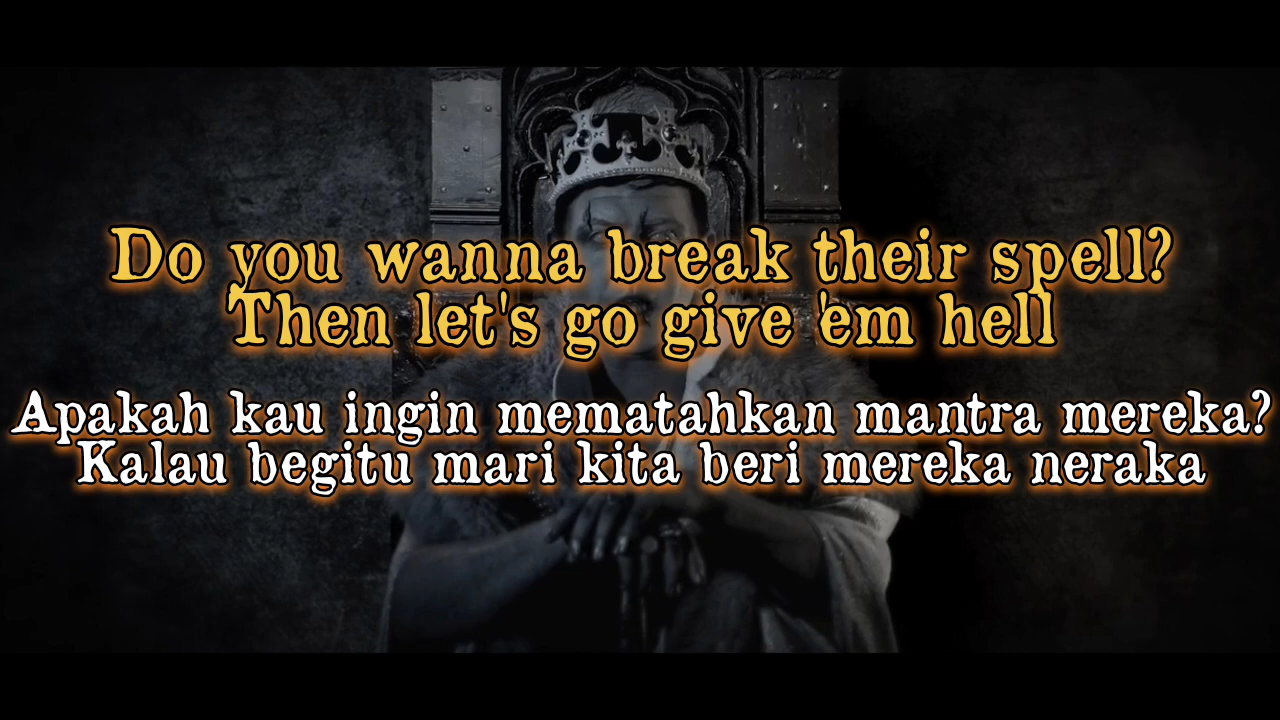 Do you wanna break their spell?
Then let's go give 'em hell
Apakah kau ingin mematahkan mantra mereka?
Kalau begitu mari kita beri mereka neraka